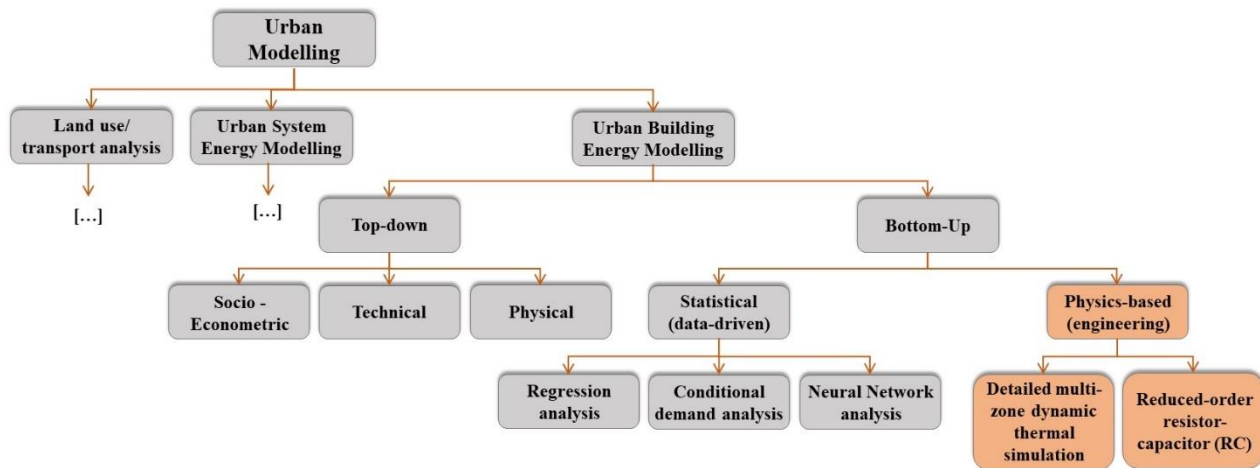 Urban
Modelling
Land use/
transport analysis
Urban System
Energy Modelling
Urban Building
Energy Modelling
[…]
[…]
Top-down
Bottom-Up
Socio -
Econometric
Technical
Physical
Statistical
(data-driven)
Physics-based
(engineering)
Regression
analysis
Conditional
demand analysis
Neural Network
analysis
Detailed multi-
zone dynamic
thermal
simulation
Reduced-order
resistor-
capacitor (RC)